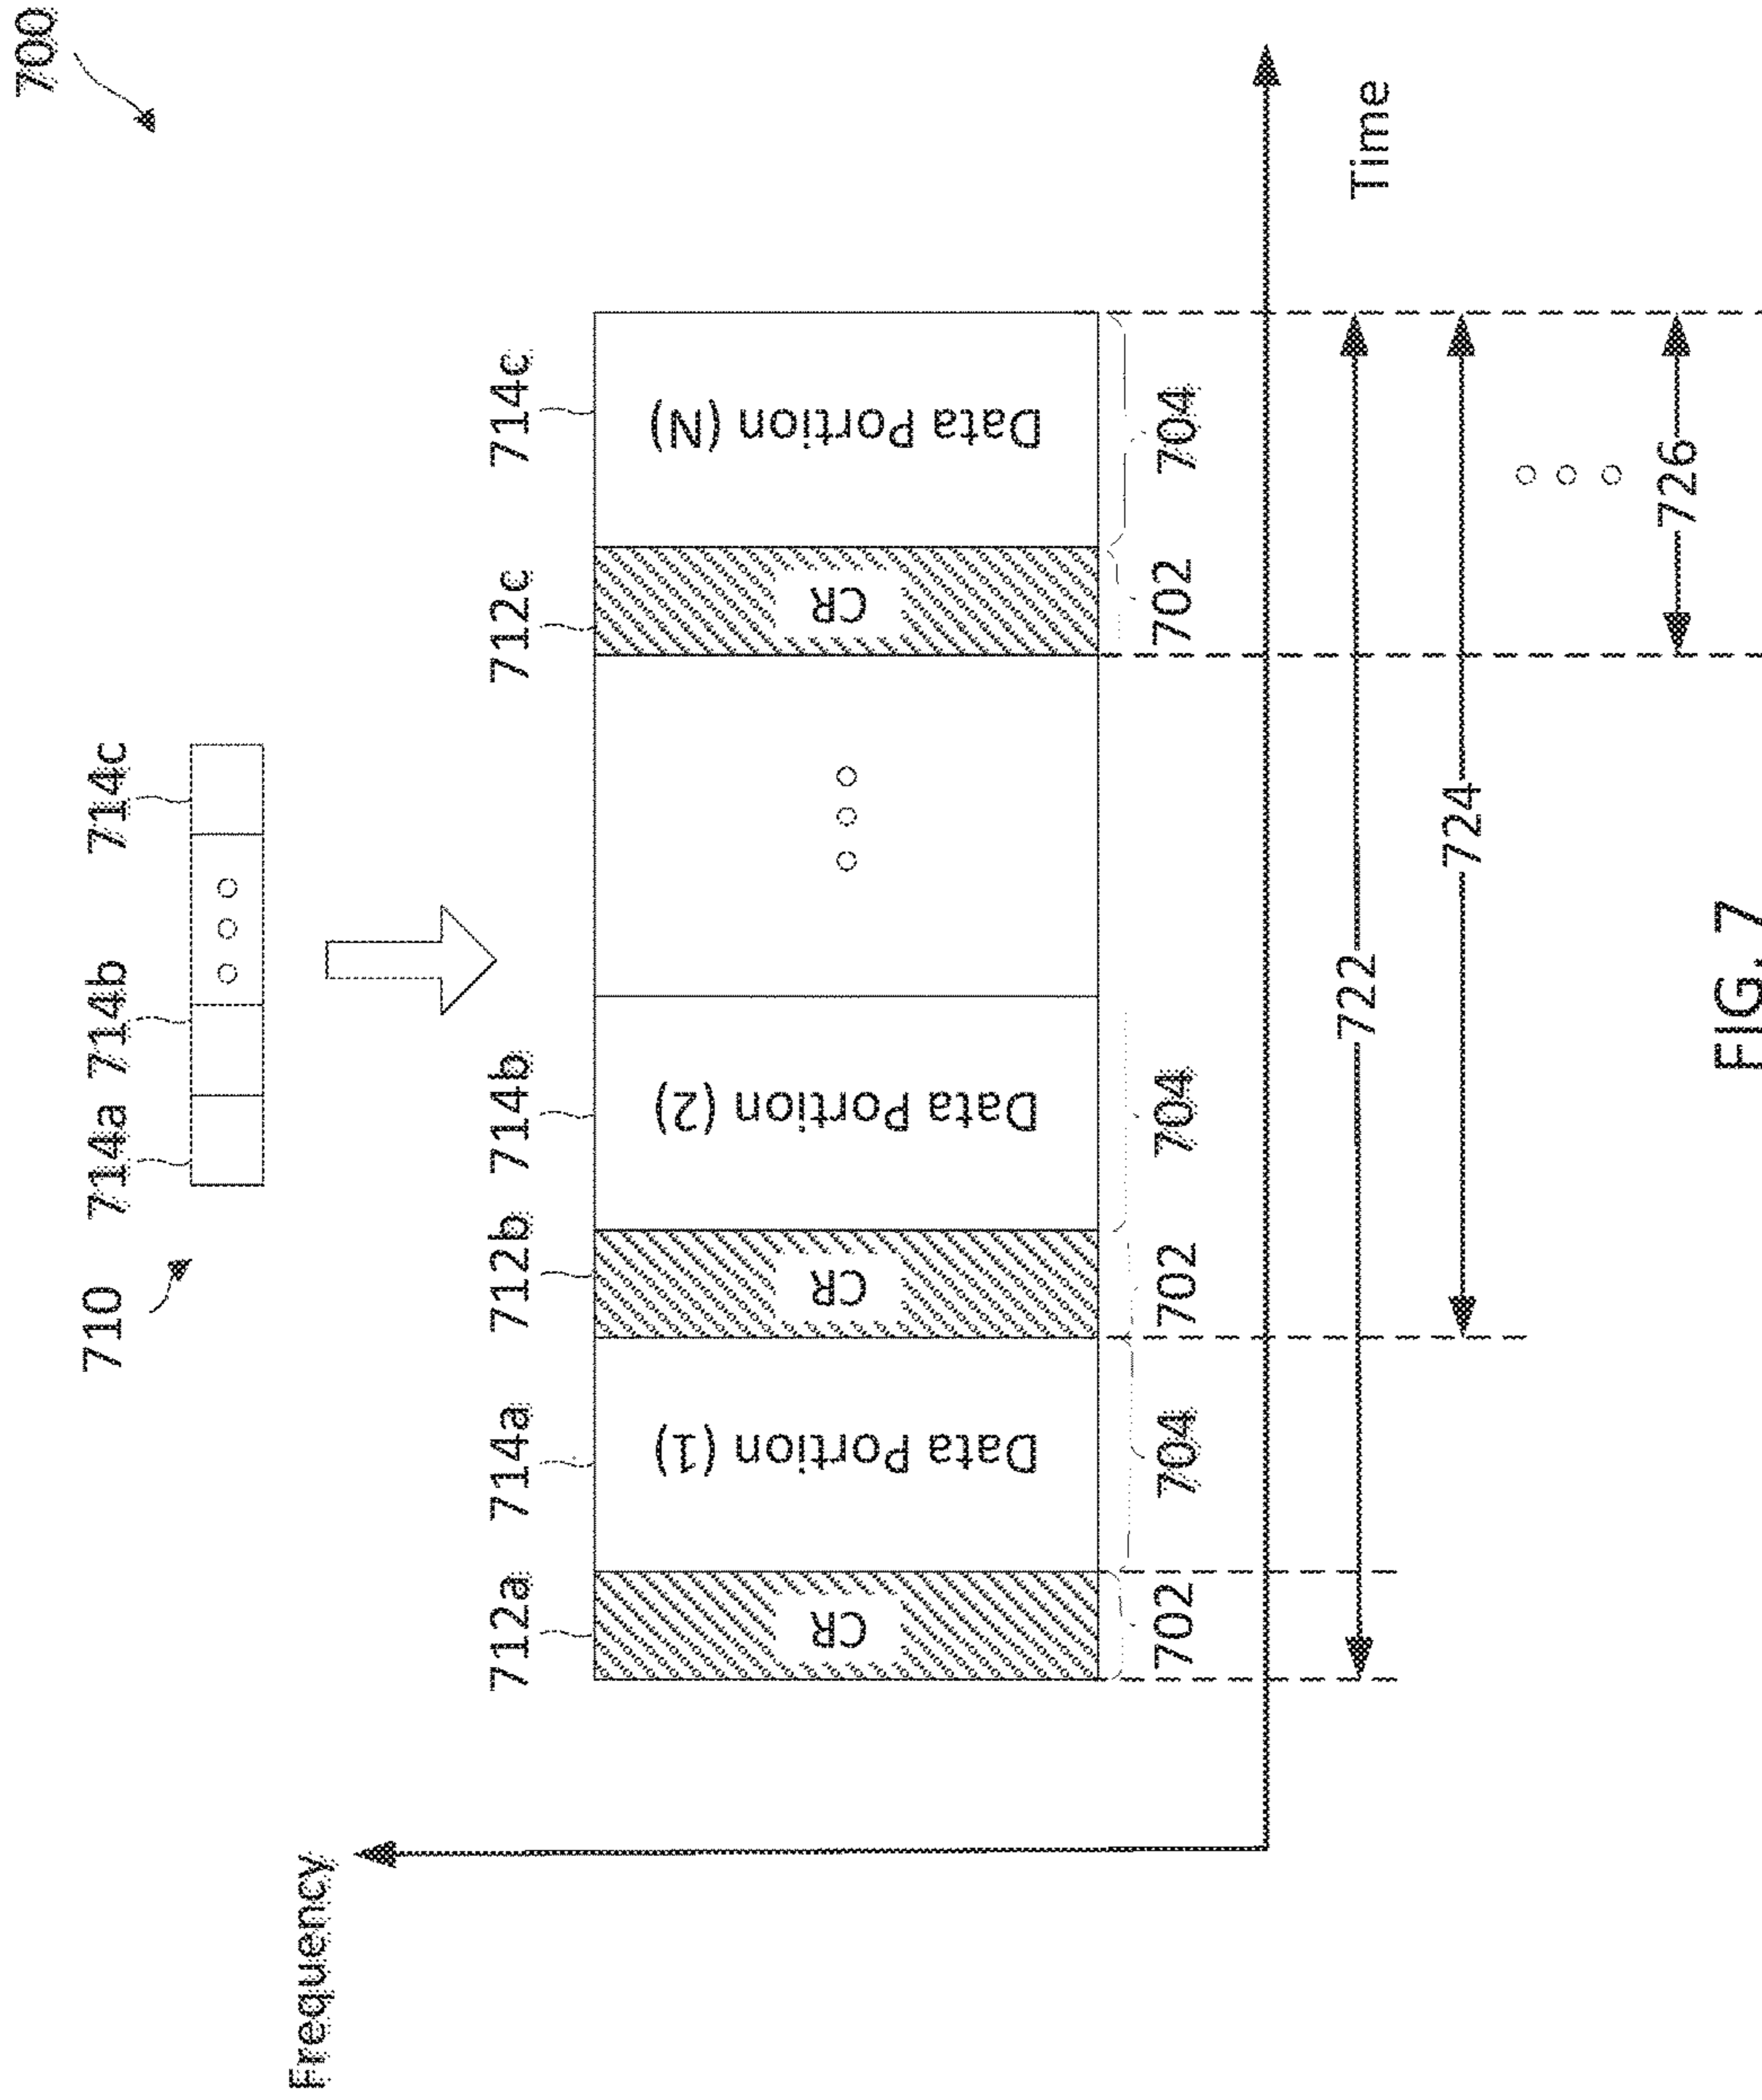 700
710
714a
714b
714c
Frequency
712a
714a
712b
714b
712c
714c
CR
Data Portion (1)
CR
Data Portion (2)
CR
Data Portion (N)
702
704
702
704
702
704
Time
722
724
726
FIG. 7